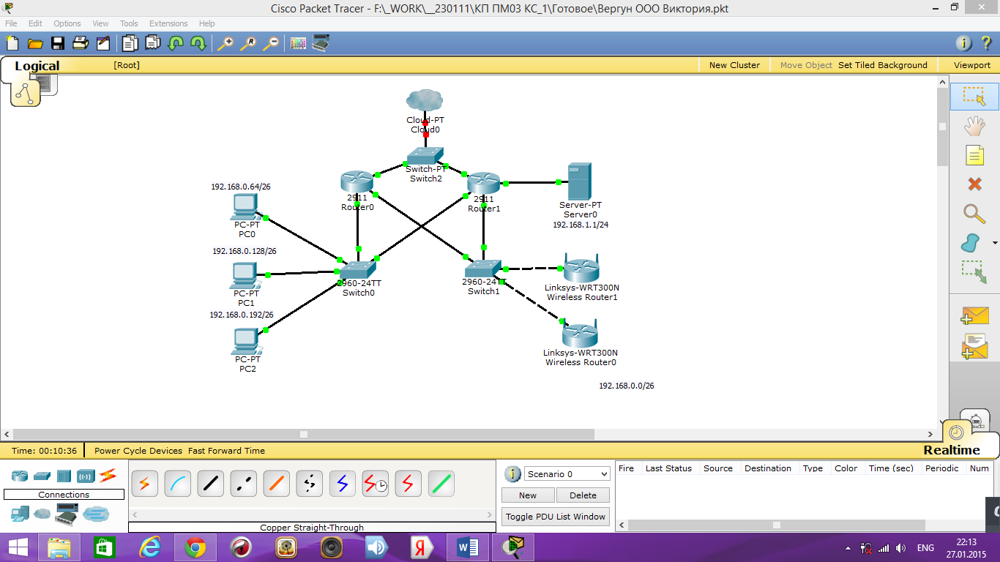 Cisco Packet Tracer - F:\_WORK\__230111\КП ПМ03 КС_1\Готовое\Вергун ООО Виктория.pkt
File Edit Options View Tools Extensions Help
Logical [Root] New Cluster Move Object Set Tiled Background Viewport
Cloud-PT
Cloud0
Switch-PT
Switch2
2911
Router0
2911
Router1
Server-PT
Server0
192.168.1.1/24
192.168.0.64/26
PC-PT
PC0
192.168.0.128/26
PC-PT
PC1
192.168.0.192/26
PC-PT
PC2
2960-24TT
Switch0
2960-24TT
Switch1
Linksys-WRT300N
Wireless Router1
Linksys-WRT300N
Wireless Router0
192.168.0.0/26
Time: 00:10:36 Power Cycle Devices Fast Forward Time Realtime
Connections
Copper Straight-Through
Scenario 0
New Delete
Toggle PDU List Window
Fire Last Status Source Destination Type Color Time (sec) Periodic Num
ENG
22:13
27.01.2015